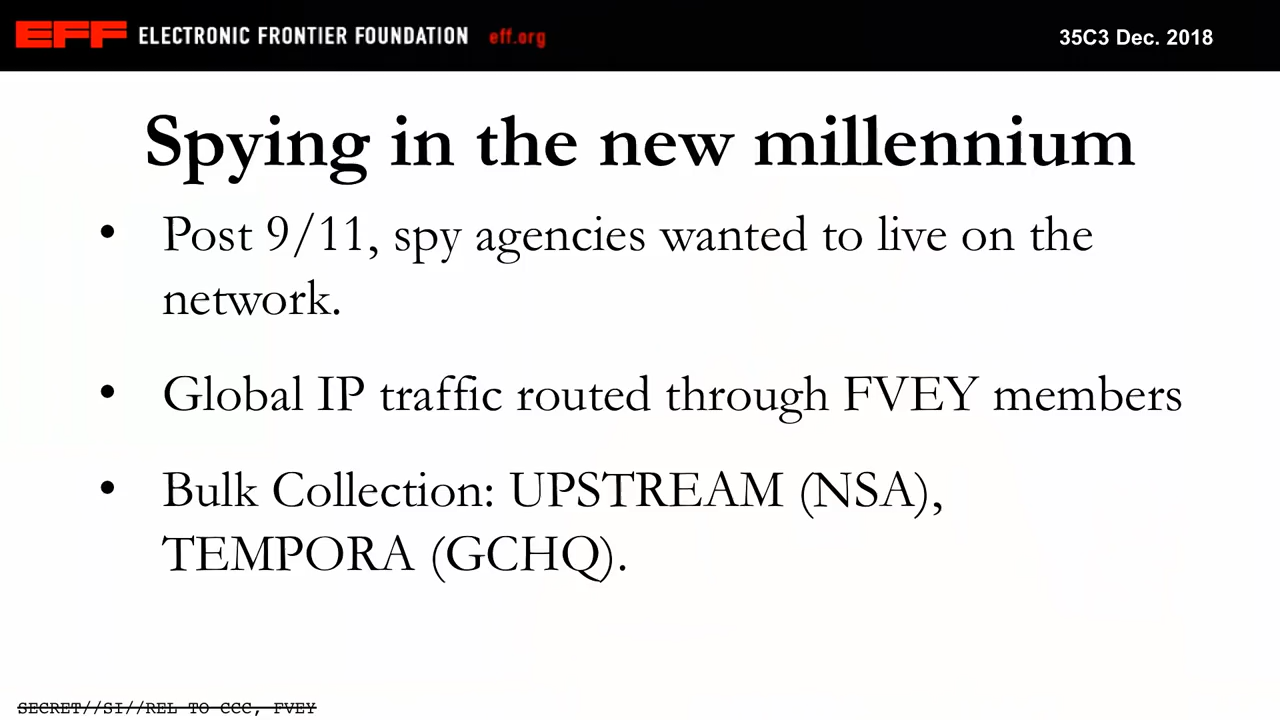 EFF ELECTRONIC FRONTIER FOUNDATION eff.org
35C3 Dec. 2018
Spying in the new millennium
• Post 9/11, spy agencies wanted to live on the
network.
• Global IP traffic routed through FVEY members
• Bulk Collection: UPSTREAM (NSA),
TEMPORA (GCHQ).
SECRET//SI//REL TO CCC, FVEY